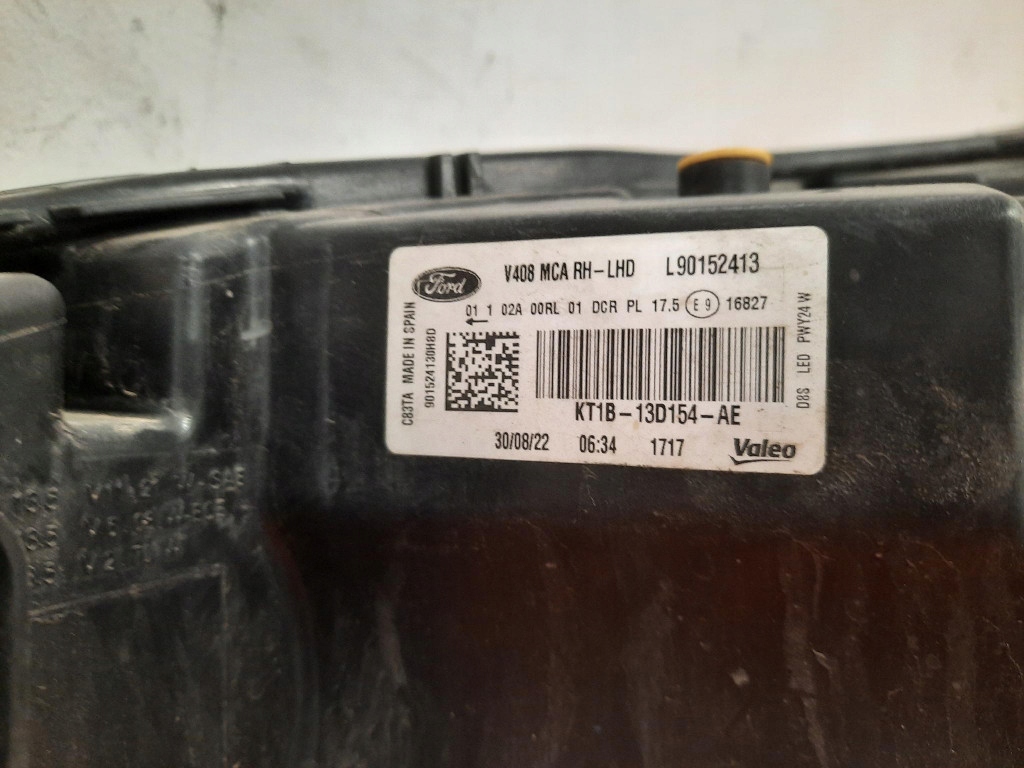 Ford V408 MCA RH-LHD L90152413
01 1 02A 00RL 01 DCR PL 17.5 E9 16827
←
C83TA MADE IN SPAIN
901524130H8D
D8S LED PWY24W
KT1B-13D154-AE
30/08/22 06:34 1717 Valeo